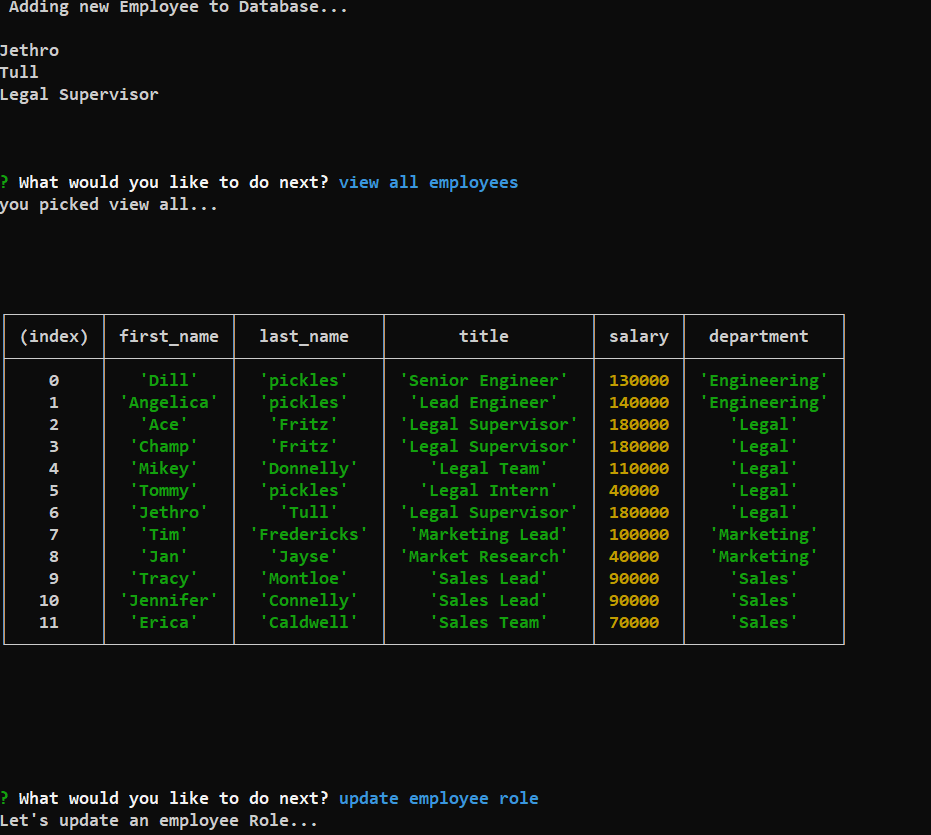 Adding new Employee to Database...
Jethro
Tull
Legal Supervisor
? What would you like to do next? view all employees
you picked view all...
(index) first_name last_name title salary department
0 'Dill' 'pickles' 'Senior Engineer' 130000 'Engineering'
1 'Angelica' 'pickles' 'Lead Engineer' 140000 'Engineering'
2 'Ace' 'Fritz' 'Legal Supervisor' 180000 'Legal'
3 'Champ' 'Fritz' 'Legal Supervisor' 180000 'Legal'
4 'Mikey' 'Donnelly' 'Legal Team' 110000 'Legal'
5 'Tommy' 'pickles' 'Legal Intern' 40000 'Legal'
6 'Jethro' 'Tull' 'Legal Supervisor' 180000 'Legal'
7 'Tim' 'Fredericks' 'Marketing Lead' 100000 'Marketing'
8 'Jan' 'Jayse' 'Market Research' 40000 'Marketing'
9 'Tracy' 'Montloe' 'Sales Lead' 90000 'Sales'
10 'Jennifer' 'Connelly' 'Sales Lead' 90000 'Sales'
11 'Erica' 'Caldwell' 'Sales Team' 70000 'Sales'
? What would you like to do next? update employee role
Let's update an employee Role...